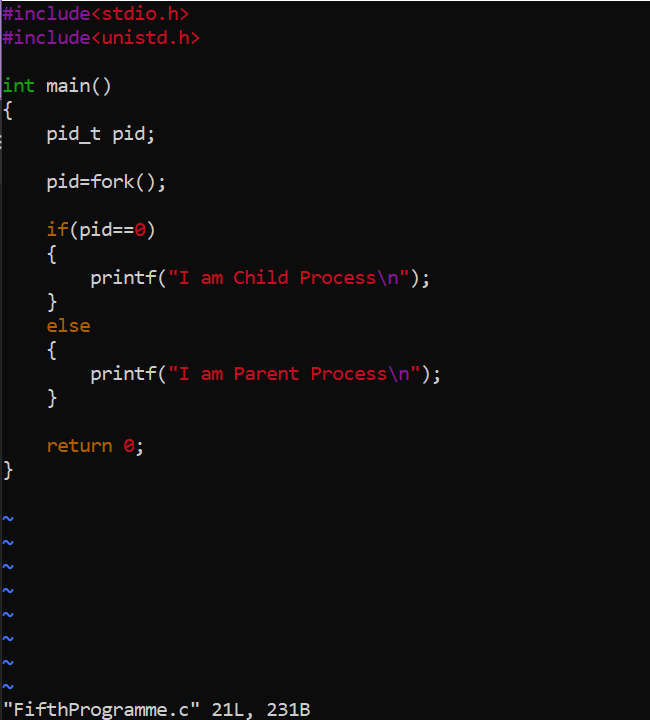 #include<stdio.h>
#include<unistd.h>
int main()
{
    pid_t pid;
    pid=fork();
    if(pid==0)
    {
        printf("I am Child Process\n");
    }
    else
    {
        printf("I am Parent Process\n");
    }
    return 0;
}
~
~
~
~
~
~
~
~
"FifthProgramme.c" 21L, 231B